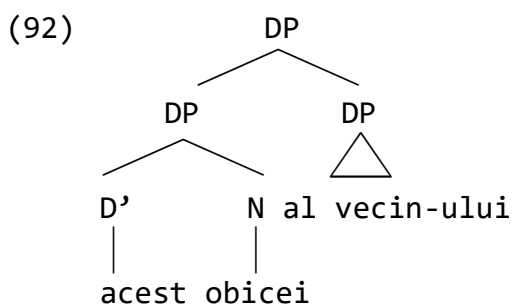 (92) DP
DP DP
D’ N al vecin-ului
acest obicei